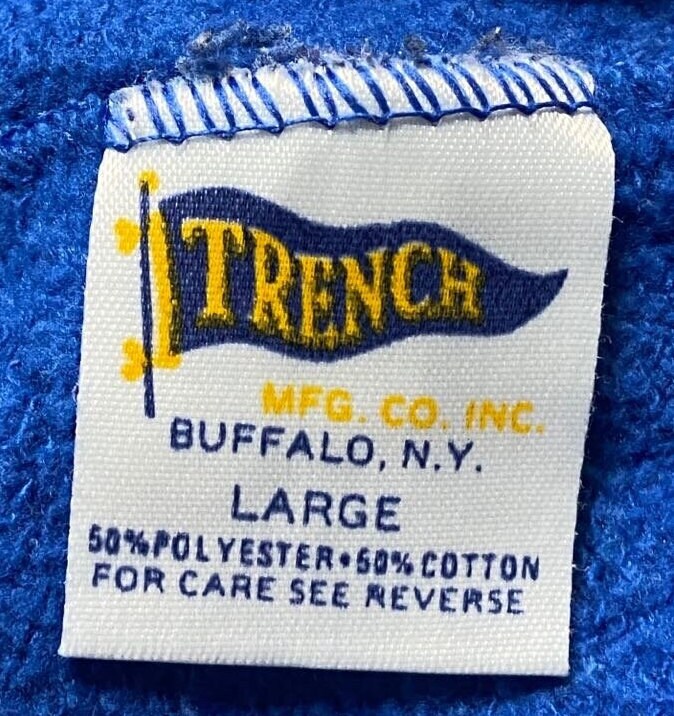 TRENCH
MFG. CO. INC.
BUFFALO, N.Y.
LARGE
50% POLYESTER • 50% COTTON
FOR CARE SEE REVERSE